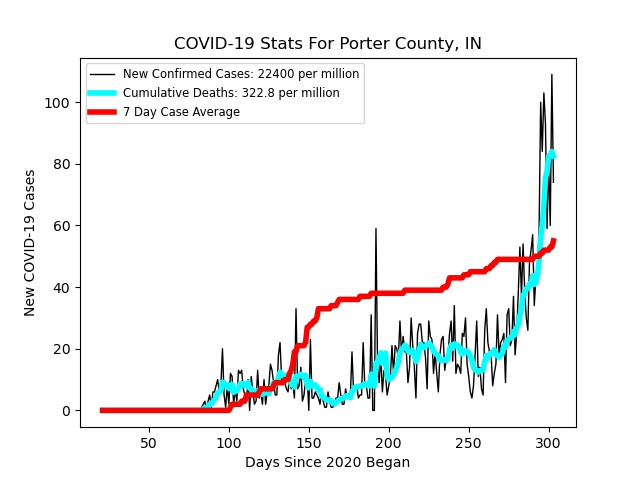 COVID-19 Stats For Porter County, IN
New Confirmed Cases: 22400 per million
Cumulative Deaths: 322.8 per million
7 Day Case Average
New COVID-19 Cases
100
80
60
40
20
0
50
100
150
200
250
300
Days Since 2020 Began